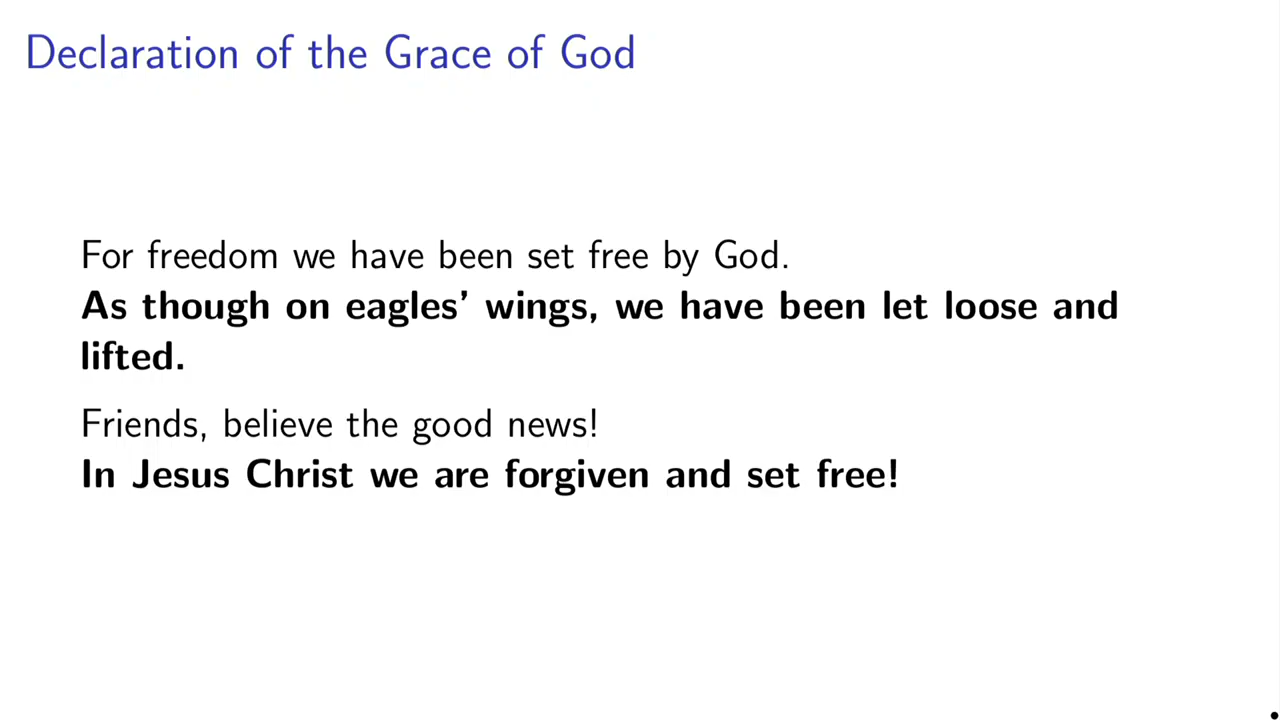 Declaration of the Grace of God
For freedom we have been set free by God.
As though on eagles’ wings, we have been let loose and
lifted.
Friends, believe the good news!
In Jesus Christ we are forgiven and set free!